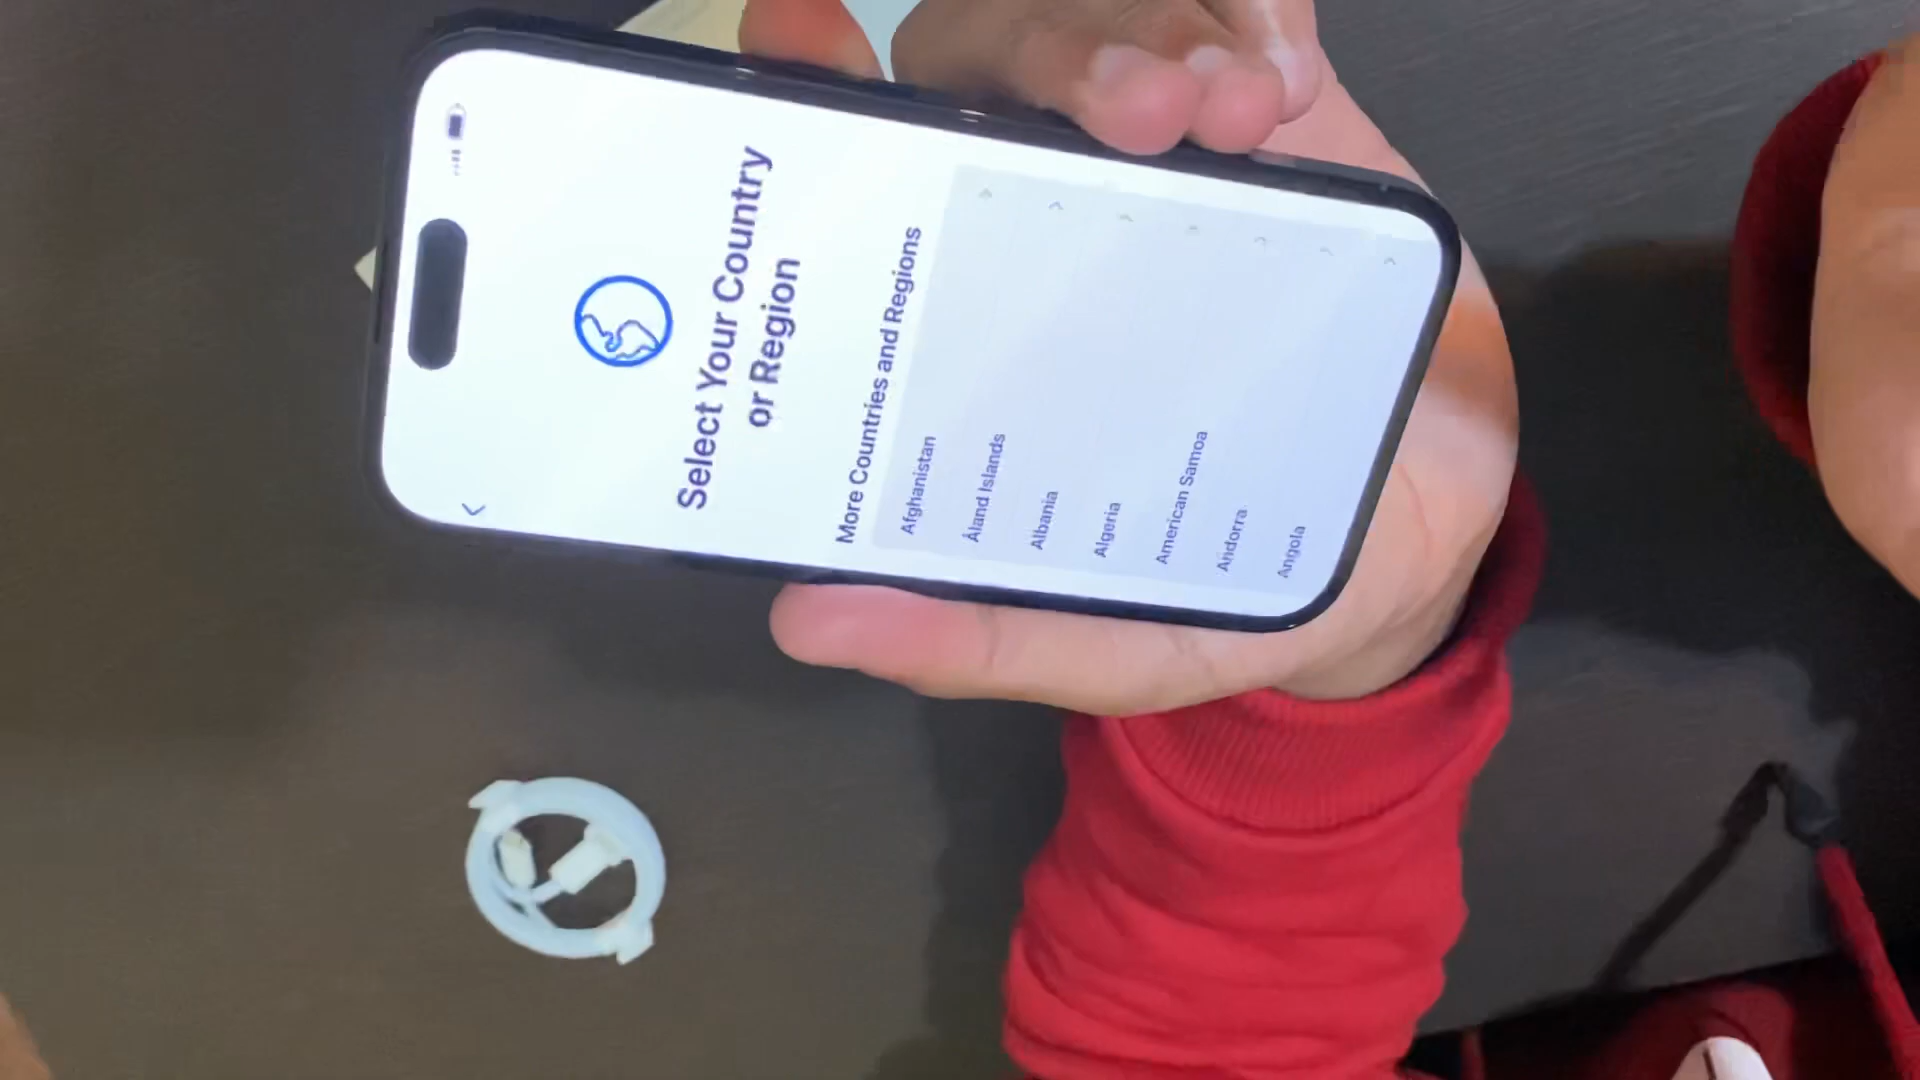 Select Your Country
or Region
More Countries and Regions
Afghanistan
Åland Islands
Albania
Algeria
American Samoa
Andorra
Angola